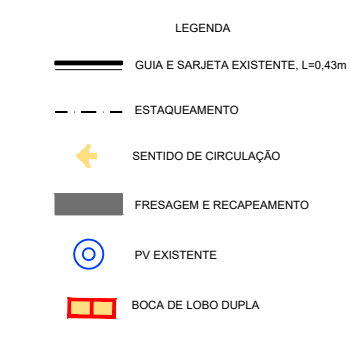 LEGENDA
GUIA E SARJETA EXISTENTE, L=0,43m
ESTAQUEAMENTO
SENTIDO DE CIRCULAÇÃO
FRESAGEM E RECAPEAMENTO
PV EXISTENTE
BOCA DE LOBO DUPLA